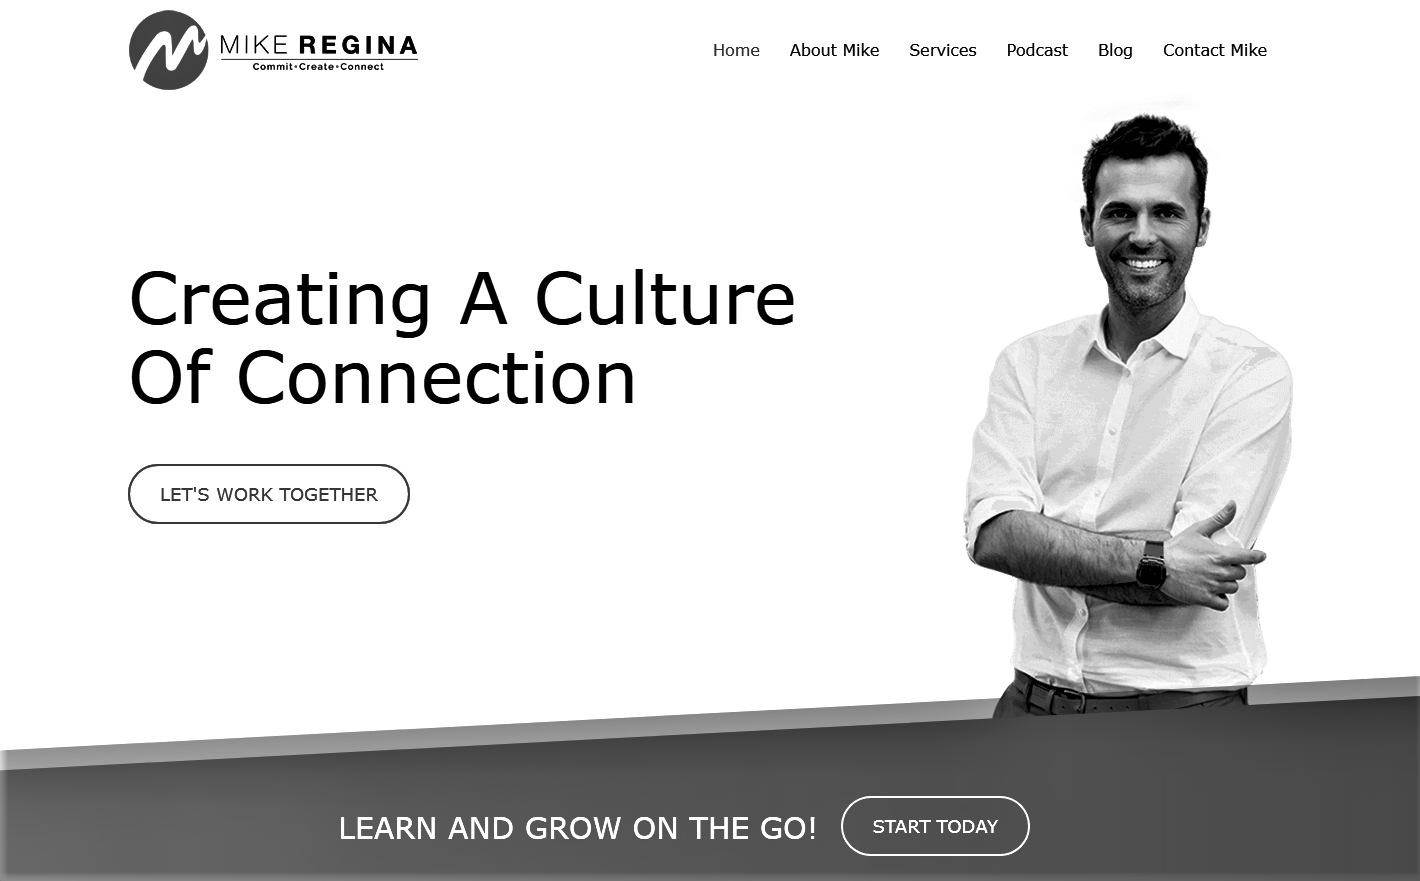 MIKE REGINA
Commit•Create•Connect
Home
About Mike
Services
Podcast
Blog
Contact Mike
Creating A Culture
Of Connection
LET'S WORK TOGETHER
LEARN AND GROW ON THE GO!
START TODAY